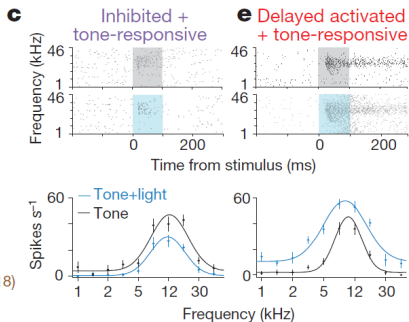 c Inhibited + tone-responsive
e Delayed activated + tone-responsive
Frequency (kHz)
46
1
46
1
0 200
46
1
46
1
0 200
Time from stimulus (ms)
Spikes s⁻¹
60
0
Tone+light
Tone
1 2 5 12 30
60
0
1 2 5 12 30
Frequency (kHz)
8)